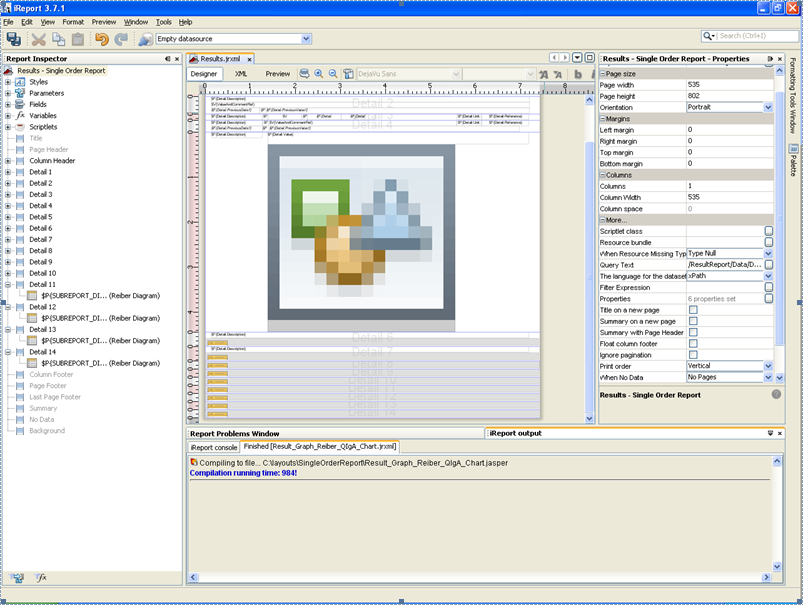 iReport 3.7.1
File Edit View Format Preview Window Tools Help
Empty datasource
Search (Ctrl+I)
Report Inspector
Results - Single Order Report
Styles
Parameters
Fields
Variables
Scriptlets
Title
Page Header
Column Header
Detail 1
Detail 2
Detail 3
Detail 4
Detail 5
Detail 6
Detail 7
Detail 8
Detail 9
Detail 10
Detail 11
$P{SUBREPORT_DI... (Reiber Diagram)
Detail 12
$P{SUBREPORT_DI... (Reiber Diagram)
Detail 13
$P{SUBREPORT_DI... (Reiber Diagram)
Detail 14
$P{SUBREPORT_DI... (Reiber Diagram)
Column Footer
Page Footer
Last Page Footer
Summary
No Data
Background
Results.jrxml
Designer XML Preview DejaVu Sans
0 1 2 3 4 5 6 7 8
Detail 2
Detail 4
Detail 6
Results - Single Order Report - Properties
Page size
Page width 535
Page height 802
Orientation Portrait
Margins
Left margin 0
Right margin 0
Top margin 0
Bottom margin 0
Columns
Columns 1
Column Width 535
Column space 0
More...
Scriptlet class
Resource bundle
When Resource Missing Typ Type Null
Query Text /ResultReport/Data/D...
The language for the dataset xPath
Filter Expression
Properties 6 properties set
Title on a new page
Summary on a new page
Summary with Page Header
Float column footer
Ignore pagination
Print order Vertical
When No Data No Pages
Results - Single Order Report
Formatting Tools Window
Palette
Report Problems Window
iReport output
iReport console Finished [Result_Graph_Reiber_QIgA_Chart.jrxml]
Compiling to file... C:\layouts\SingleOrderReport\Result_Graph_Reiber_QIgA_Chart.jasper
Compilation running time: 984!